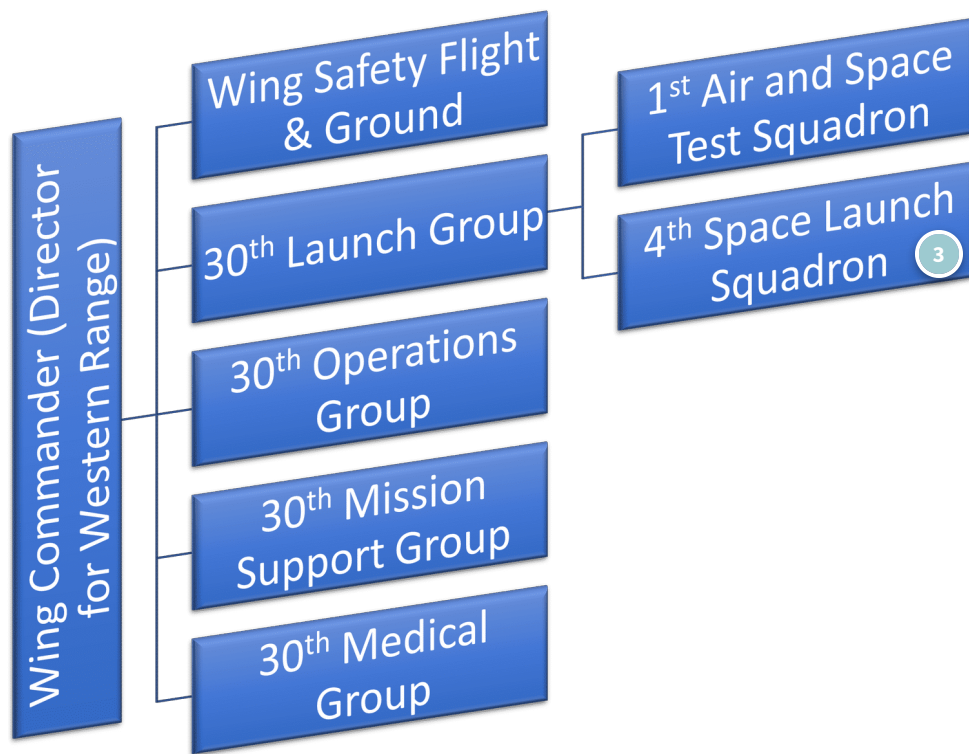 Wing Commander (Director
for Western Range)
Wing Safety Flight
& Ground
30th Launch Group
30th Operations
Group
30th Mission
Support Group
30th Medical
Group
1st Air and Space
Test Squadron
4th Space Launch
Squadron
3